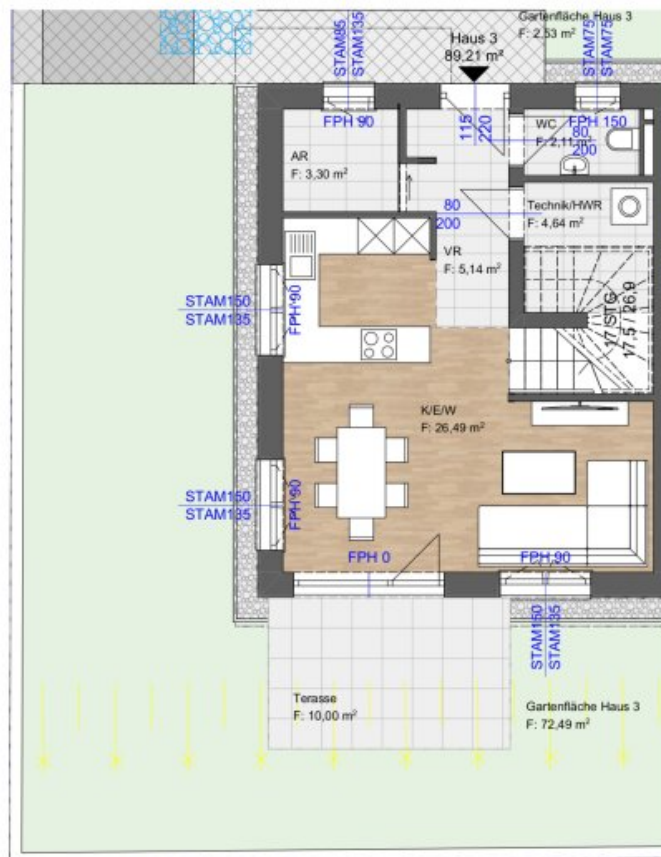 Gartenfläche Haus 3
F: 2,53 m²
Haus 3
89,21 m²
STAM85
STAM135
STAM75
STAM75
FPH 90
115
220
FPH 150
WC
F: 2,11 m²
80
200
AR
F: 3,30 m²
80
200
Technik/HWR
F: 4,64 m²
VR
F: 5,14 m²
17 STG
17,5 / 26,9
STAM150
STAM135
FPH 90
K/E/W
F: 26,49 m²
STAM150
STAM135
FPH 90
FPH 0
FPH 90
STAM150
STAM135
Terasse
F: 10,00 m²
Gartenfläche Haus 3
F: 72,49 m²